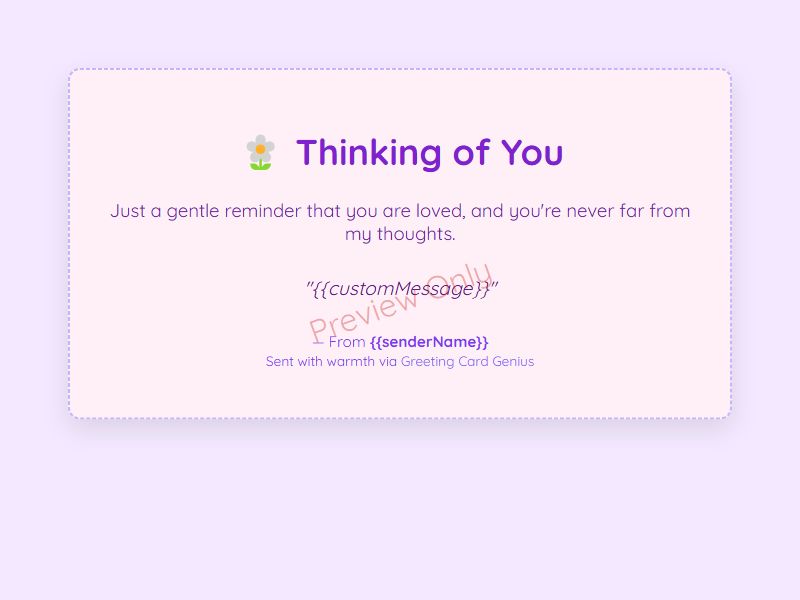 Thinking of You
Just a gentle reminder that you are loved, and you're never far from
my thoughts.
"{{customMessage}}"
Preview Only
— From {{senderName}}
Sent with warmth via Greeting Card Genius